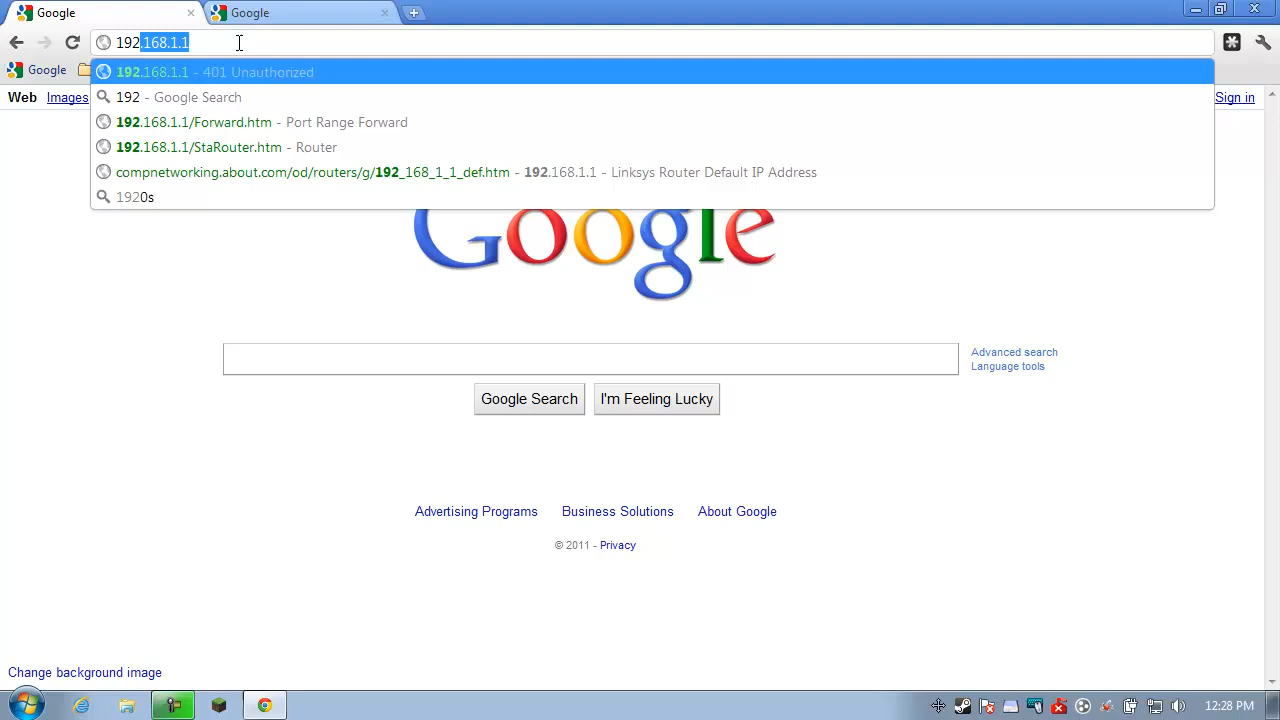 Google
Google
192.168.1.1
Google
192.168.1.1 - 401 Unauthorized
192 - Google Search
192.168.1.1/Forward.htm - Port Range Forward
192.168.1.1/StaRouter.htm - Router
compnetworking.about.com/od/routers/g/192_168_1_1_def.htm - 192.168.1.1 - Linksys Router Default IP Address
1920s
Web Images
Sign in
Google
Advanced search
Language tools
Google Search
I'm Feeling Lucky
Advertising Programs
Business Solutions
About Google
© 2011 - Privacy
Change background image
12:28 PM